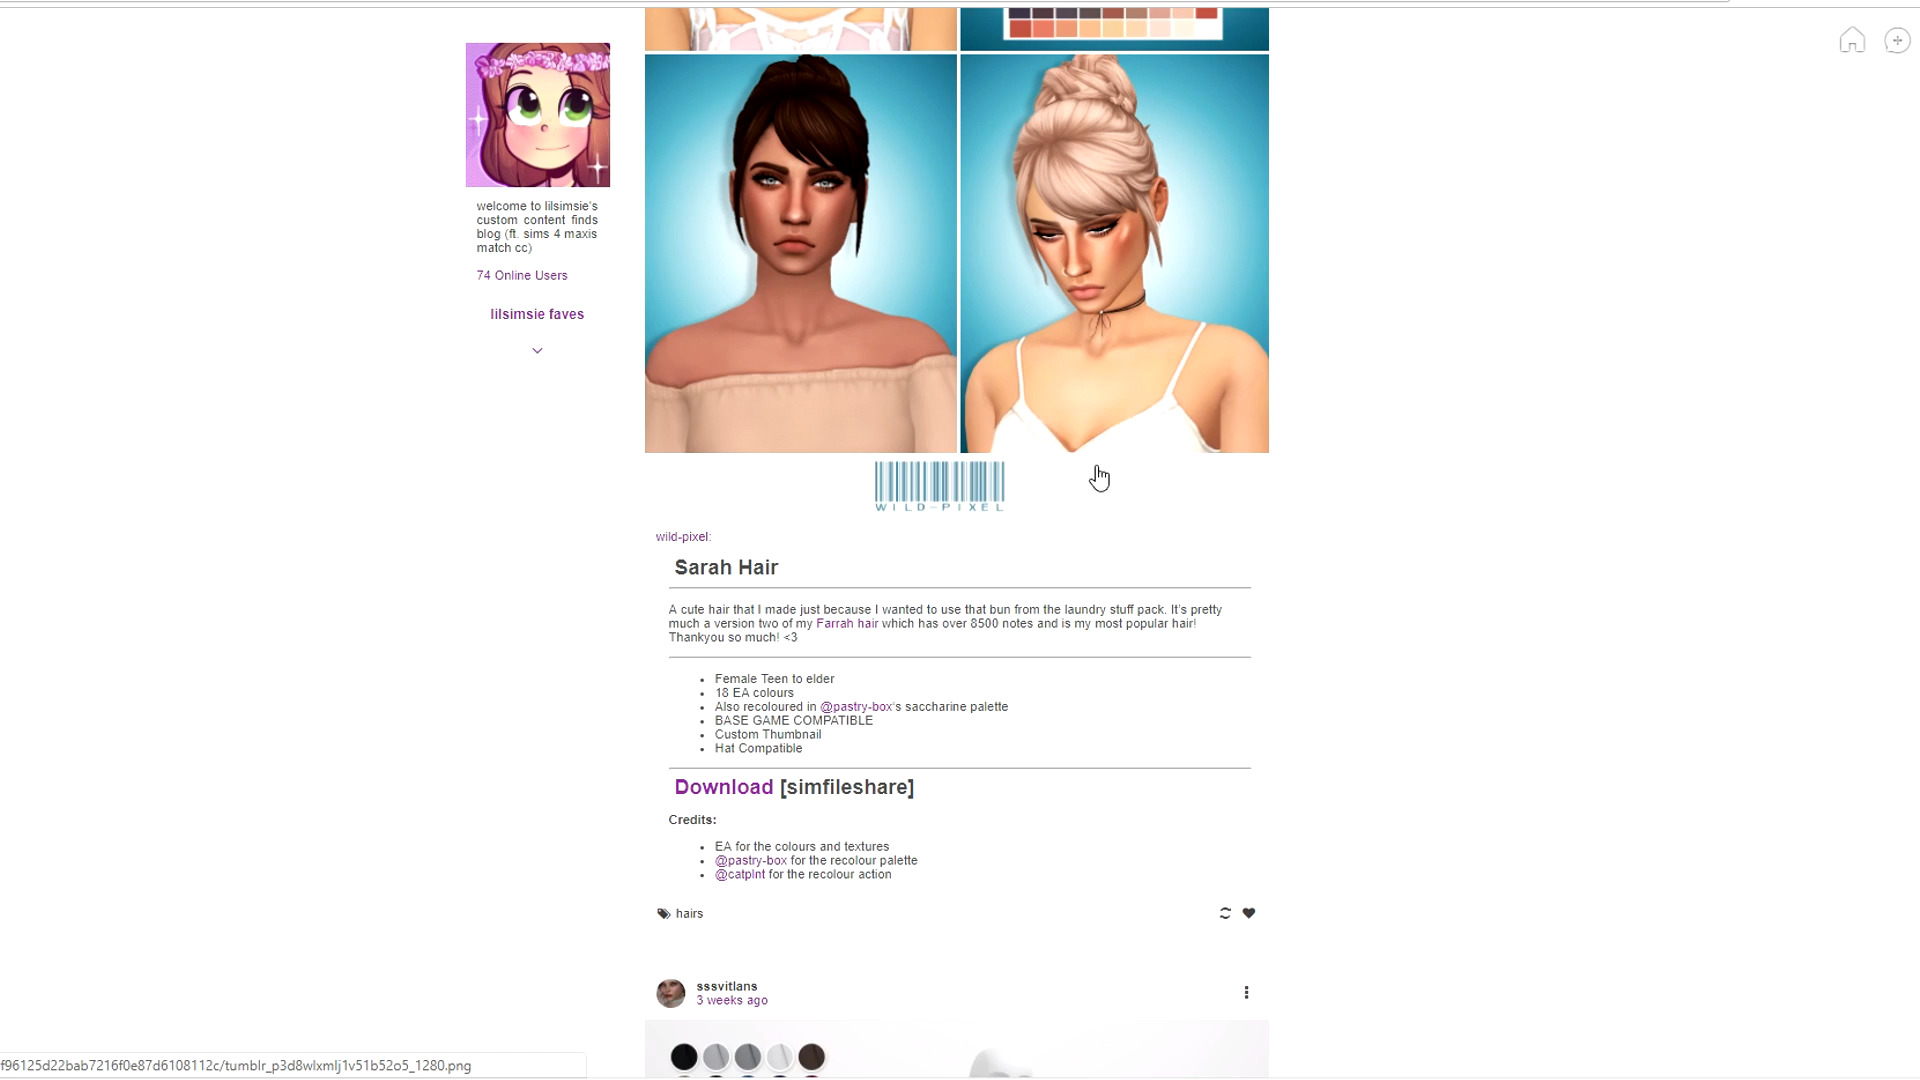 welcome to lilsimsie's
custom content finds
blog (ft. sims 4 maxis
match cc)
74 Online Users
lilsimsie faves
WILD-PIXEL
wild-pixel:
Sarah Hair
A cute hair that I made just because I wanted to use that bun from the laundry stuff pack. It's pretty
much a version two of my Farrah hair which has over 8500 notes and is my most popular hair!
Thankyou so much! <3
Female Teen to elder
18 EA colours
Also recoloured in @pastry-box's saccharine palette
BASE GAME COMPATIBLE
Custom Thumbnail
Hat Compatible
Download [simfileshare]
Credits:
EA for the colours and textures
@pastry-box for the recolour palette
@catplnt for the recolour action
hairs
sssvitlans
3 weeks ago
f96125d22bab7216f0e87d6108112c/tumblr_p3d8wlxmlj1v51b52o5_1280.png